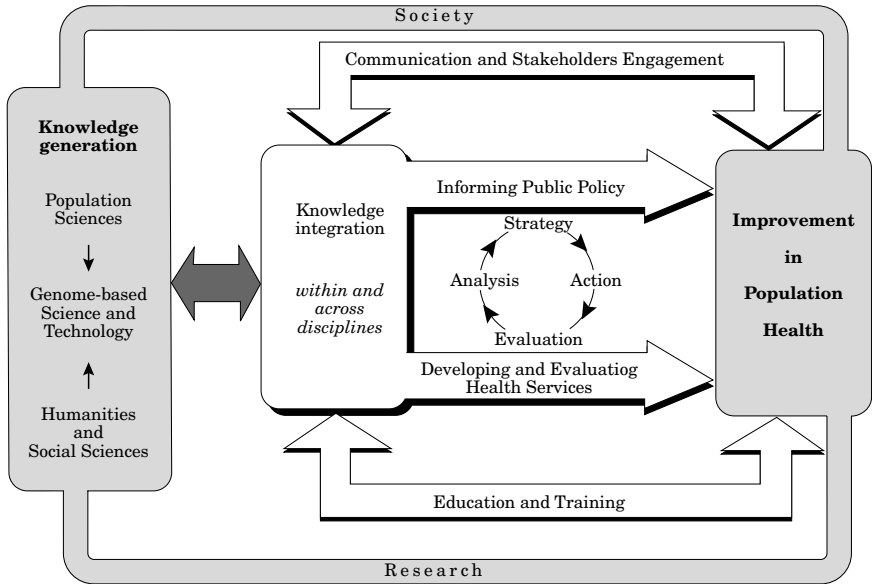 Society
Communication and Stakeholders Engagement
Knowledge
generation
Population
Sciences
Genome-based
Science and
Technology
Humanities
and
Social Sciences
Knowledge
integration
within and
across
disciplines
Informing Public Policy
Strategy
Analysis
Action
Evaluation
Developing and Evaluating
Health Services
Improvement
in
Population
Health
Education and Training
Research